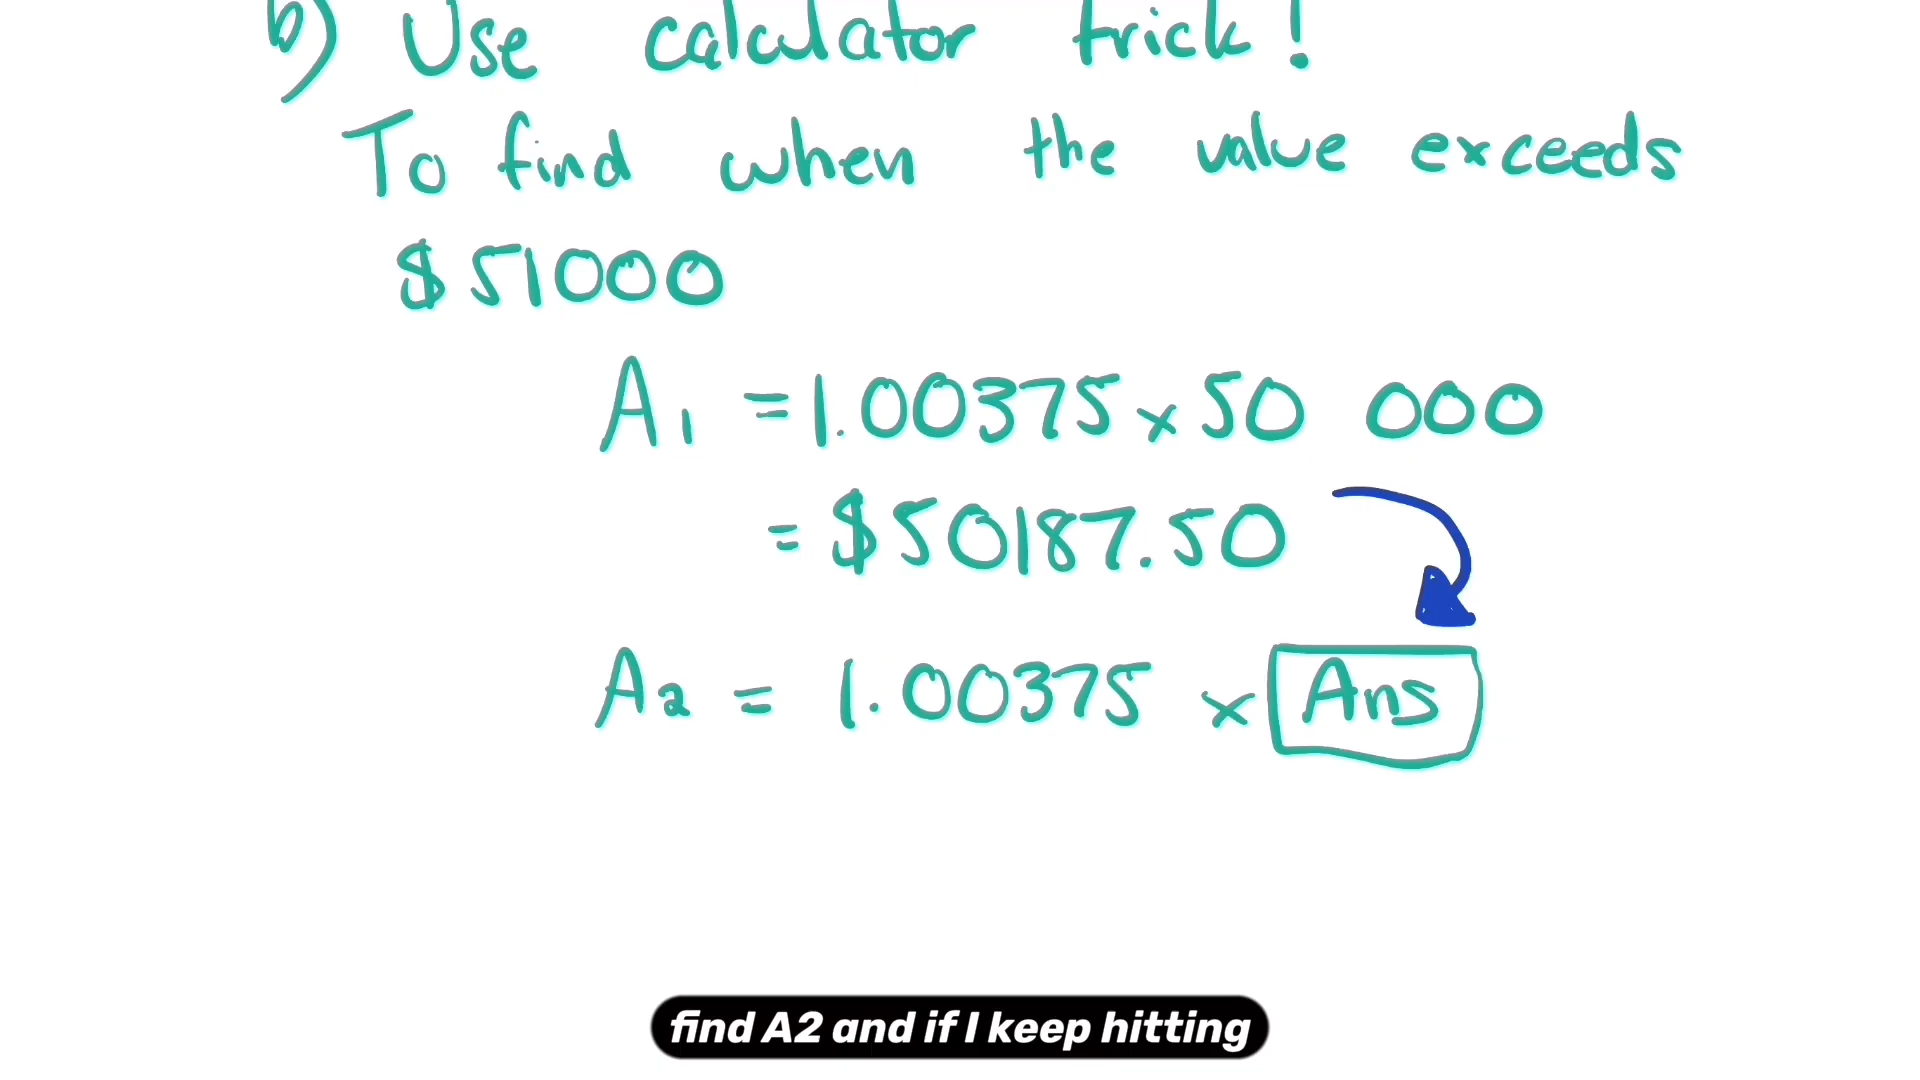 b) Use calculator trick!
To find when the value exceeds
$51000
A₁ = 1.00375 × 50 000
= $50187.50
A₂ = 1.00375 × Ans
find A2 and if I keep hitting